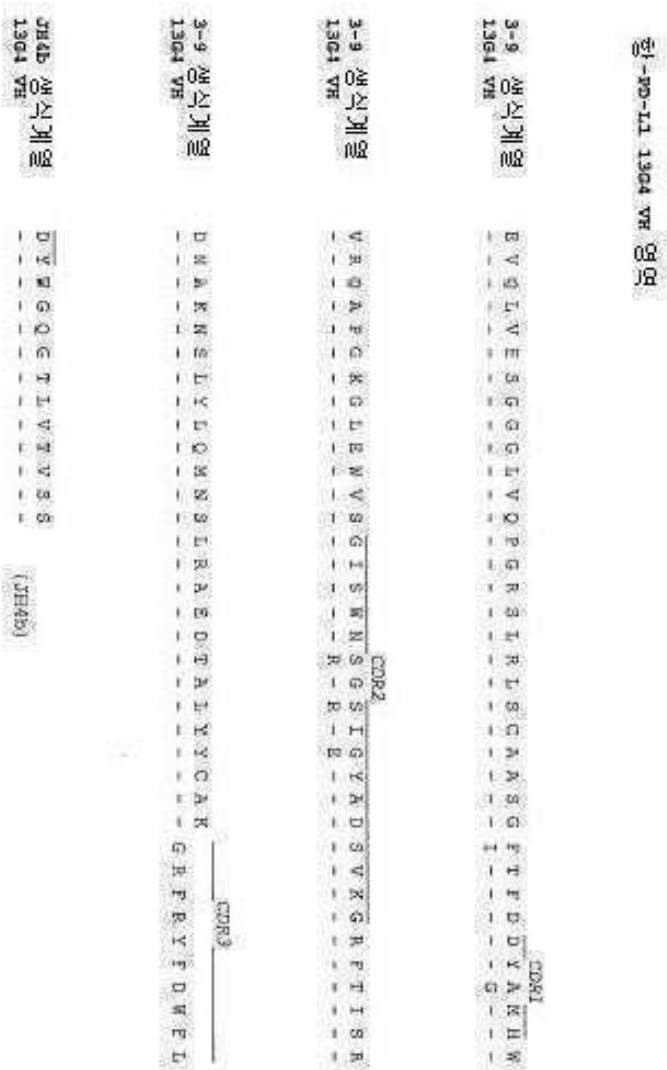 항-PD-L1 13G4 VH 영역
CDR1
3-9 생식계열 E V Q L V E S G G G L V Q P G R S L R L S C A A S G F T F D D Y A M H W
13G4 VH - - - - - - - - - - - - - - - - - - - - - - - - - - I - - - - - G - - -
CDR2
3-9 생식계열 V R Q A P G K G L E W V S G I S W N S G S I G Y A D S V K G R F T I S R
13G4 VH - - - - - - - - - - - - - - - - - - R - R - E - - - - - - - - - - - - -
CDR3
3-9 생식계열 D N A K N S L Y L Q M N S L R A E D T A L Y Y C A K
13G4 VH - - - - - - - - - - - - - - - - - - - - - - - - - - G R F R Y F D W F L
JH4b 생식계열 D Y W G Q G T L V T V S S
13G4 VH - - - - - - - - - - - - - (JH4b)